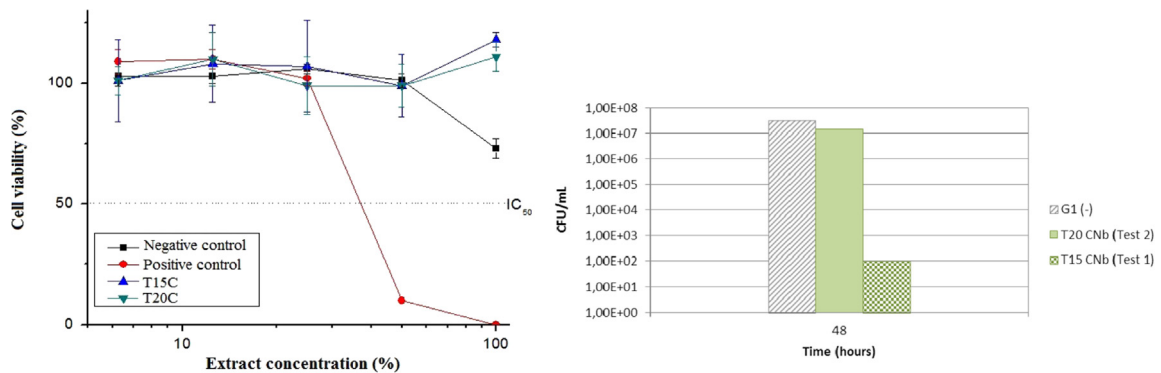 Cell viability (%)
100
50
0
IC50
Negative control
Positive control
T15C
T20C
10
100
Extract concentration (%)
CFU/mL
1,00E+08
1,00E+07
1,00E+06
1,00E+05
1,00E+04
1,00E+03
1,00E+02
1,00E+01
1,00E+00
48
Time (hours)
G1 (-)
T20 CNb (Test 2)
T15 CNb (Test 1)